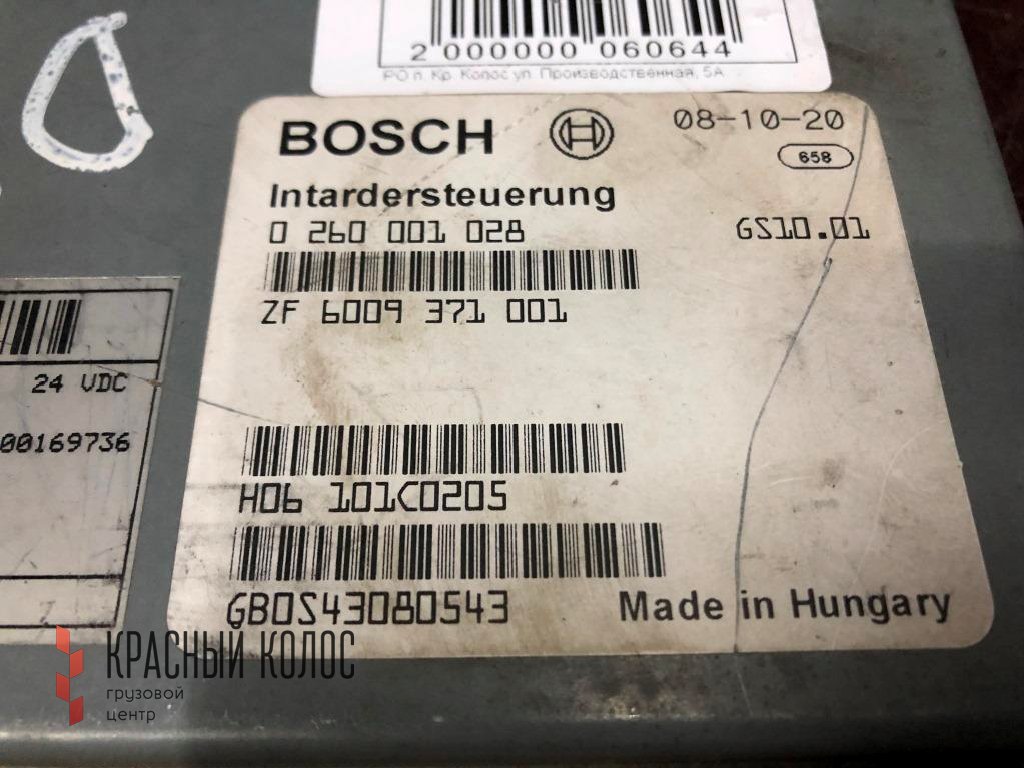 2 000000 060644
РО п. Кр. Колос ул. Производственная, 5А
BOSCH
08-10-20
658
Intardersteuerung
0 260 001 028
GS10.01
ZF 6009 371 001
24 VDC
00169736
H06 101C0205
GB0S43080543
Made in Hungary
КРАСНЫЙ КОЛОС
грузовой
центр